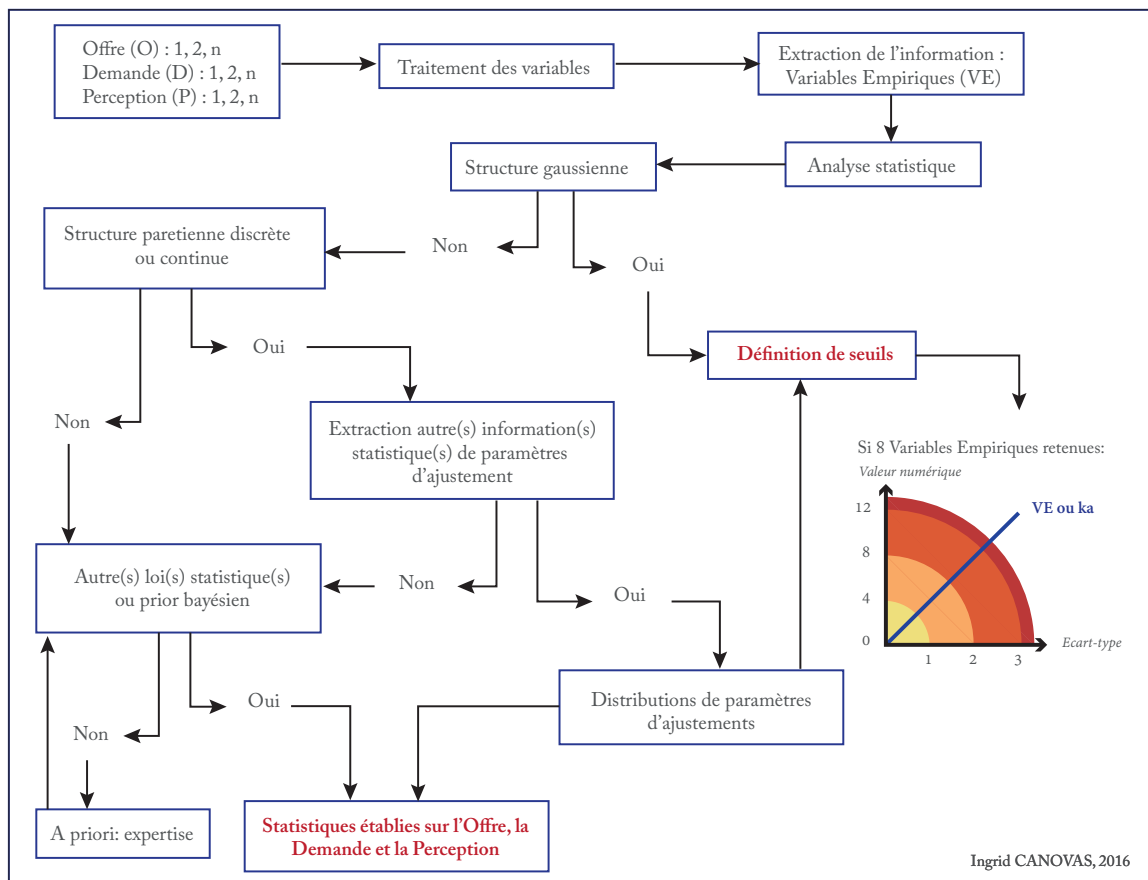 Offre (O) : 1, 2, n
Demande (D) : 1, 2, n
Perception (P) : 1, 2, n
Traitement des variables
Extraction de l'information :
Variables Empiriques (VE)
Structure gaussienne
Analyse statistique
Structure paretienne discrète
ou continue
Non
Oui
Oui
Définition de seuils
Non
Extraction autre(s) information(s)
statistique(s) de paramètres
d'ajustement
Si 8 Variables Empiriques retenues:
Valeur numérique
12
8
4
0
VE ou ka
1 2 3
Ecart-type
Autre(s) loi(s) statistique(s)
ou prior bayésien
Non
Oui
Oui
Distributions de paramètres
d'ajustements
Non
A priori: expertise
Statistiques établies sur l'Offre, la
Demande et la Perception
Ingrid CANOVAS, 2016